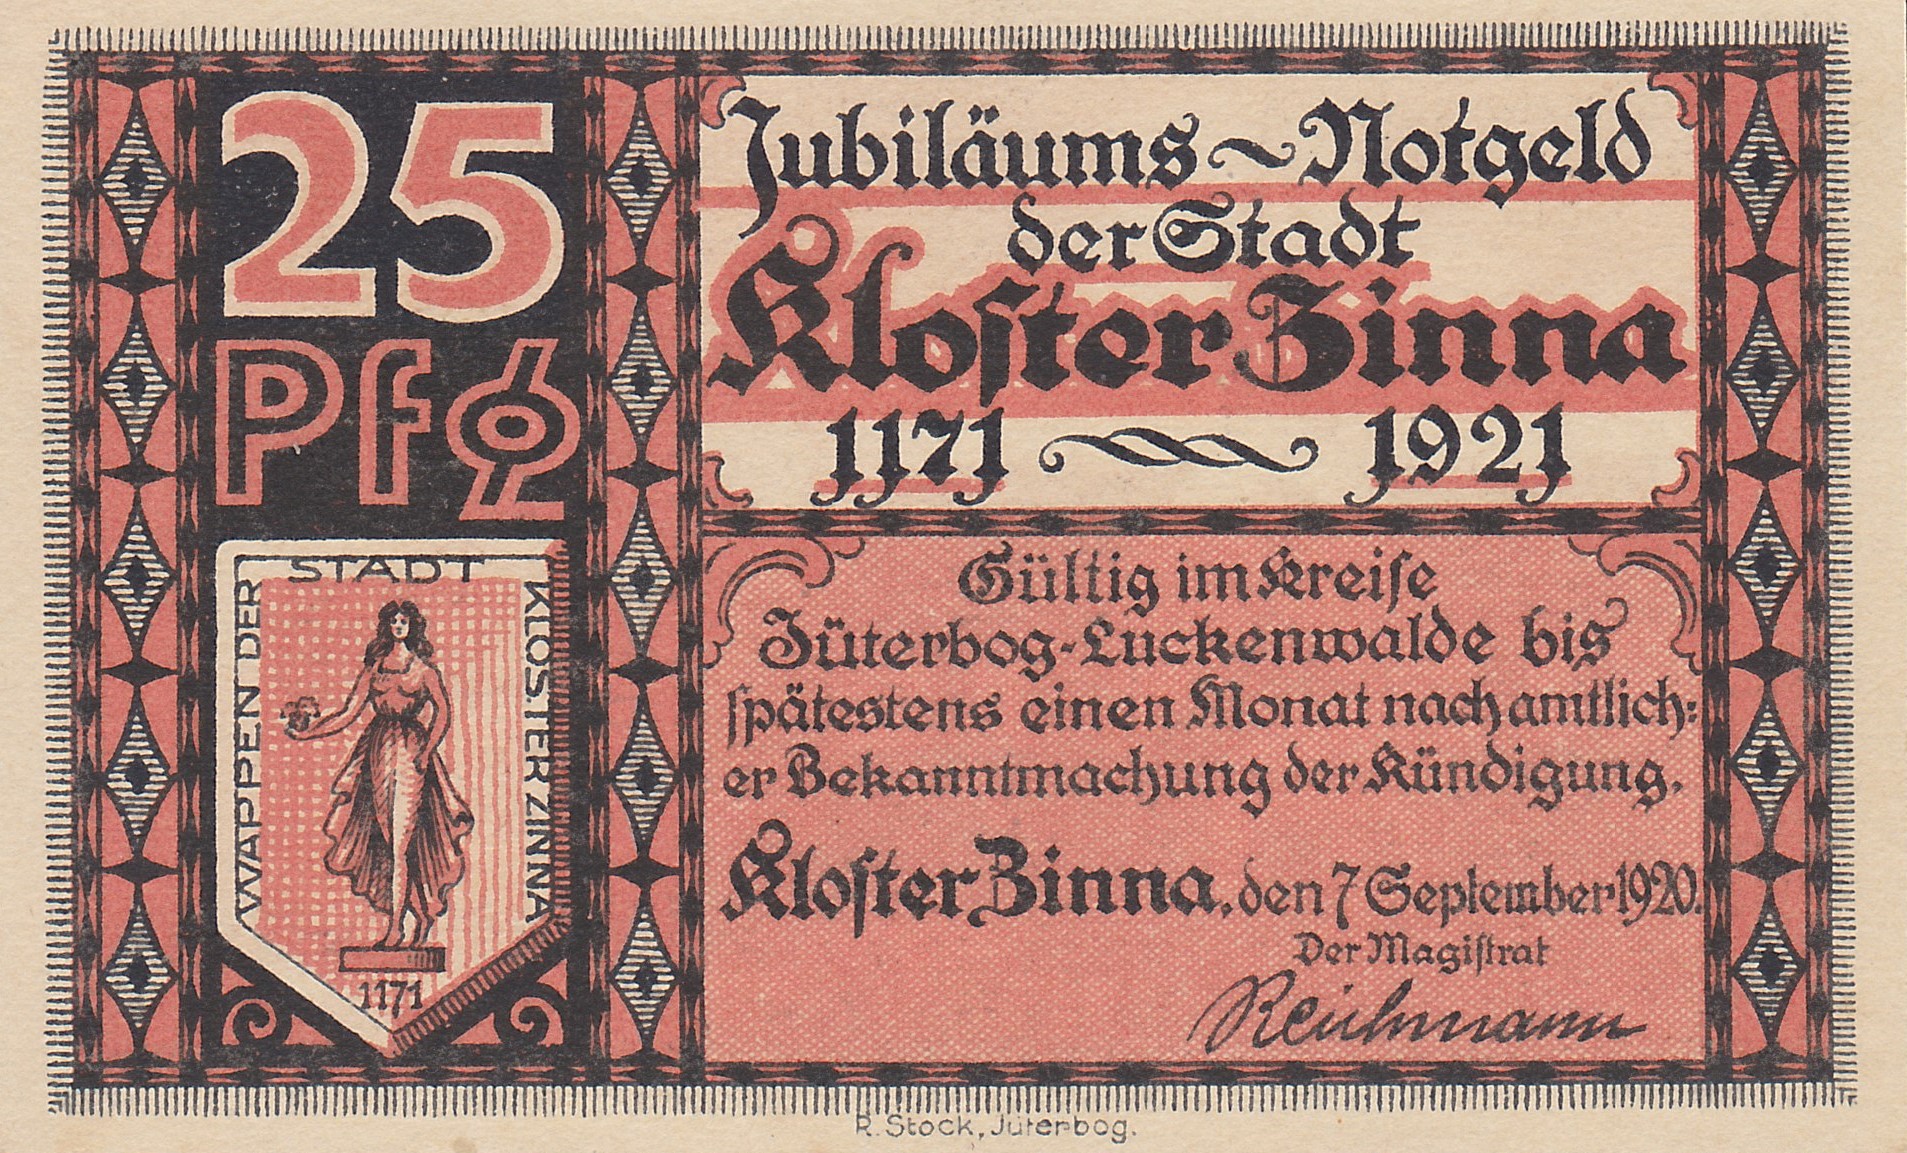 25
Pfg
WAPPEN DER
STADT
KLOSTER ZINNA
1171
Jubiläums~Notgeld
der Stadt
Kloster Zinna
1171 1921
Gültig im Kreise
Jüterbog-Luckenwalde bis
spätestens einen Monat nach amtlich:
er Bekanntmachung der Kündigung.
Kloster Zinna, den 7 September 1920.
Der Magistrat
Reichmann
R. Stock, Jüterbog.